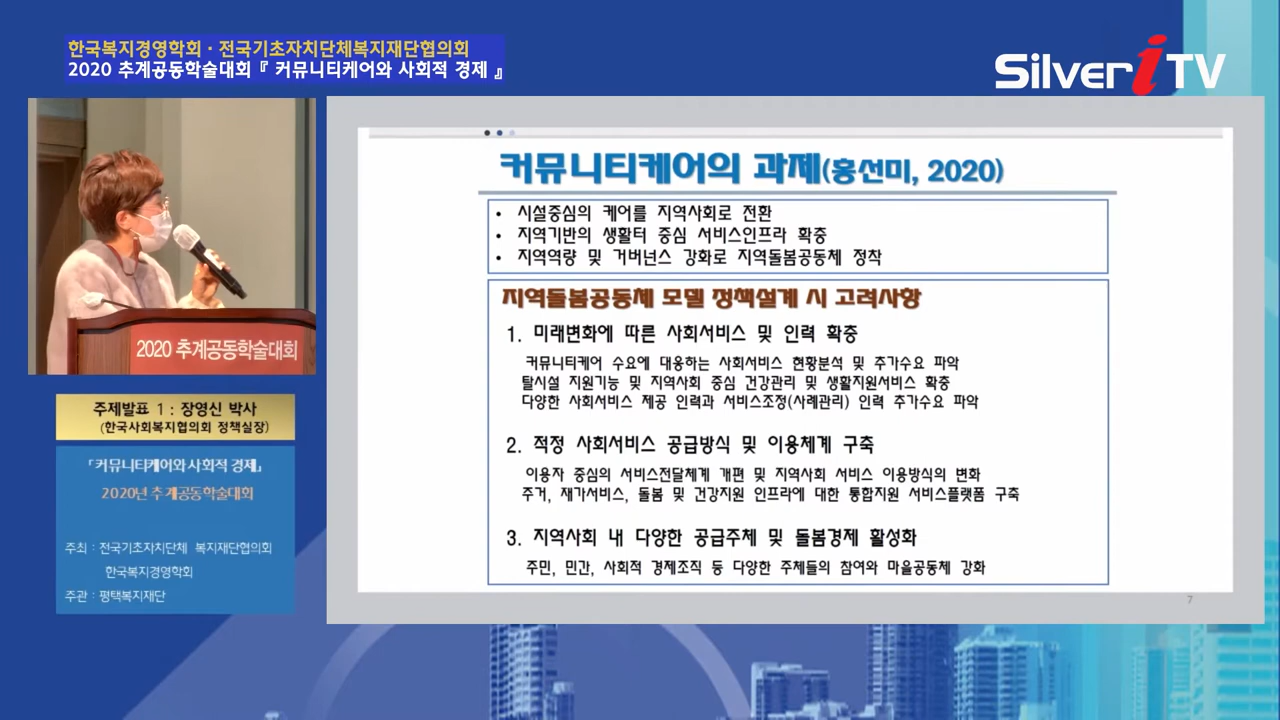 한국복지경영학회 · 전국기초자치단체복지재단협의회
2020 추계공동학술대회 『 커뮤니티케어와 사회적 경제 』
Silver i TV
2020 추계공동학술대회
주제발표 1 : 장영신 박사
(한국사회복지협의회 정책실장)
『커뮤니티케어와 사회적 경제』
2020년 추계공동학술대회
주최 : 전국기초자치단체 복지재단협의회
한국복지경영학회
주관 : 평택복지재단
커뮤니티케어의 과제(홍선미, 2020)
• 시설중심의 케어를 지역사회로 전환
• 지역기반의 생활터 중심 서비스인프라 확충
• 지역역량 및 거버넌스 강화로 지역돌봄공동체 정착
지역돌봄공동체 모델 정책설계 시 고려사항
1. 미래변화에 따른 사회서비스 및 인력 확충
커뮤니티케어 수요에 대응하는 사회서비스 현황분석 및 추가수요 파악
탈시설 지원기능 및 지역사회 중심 건강관리 및 생활지원서비스 확충
다양한 사회서비스 제공 인력과 서비스조정(사례관리) 인력 추가수요 파악
2. 적정 사회서비스 공급방식 및 이용체계 구축
이용자 중심의 서비스전달체계 개편 및 지역사회 서비스 이용방식의 변화
주거, 재가서비스, 돌봄 및 건강지원 인프라에 대한 통합지원 서비스플랫폼 구축
3. 지역사회 내 다양한 공급주체 및 돌봄경제 활성화
주민, 민간, 사회적 경제조직 등 다양한 주체들의 참여와 마을공동체 강화
7